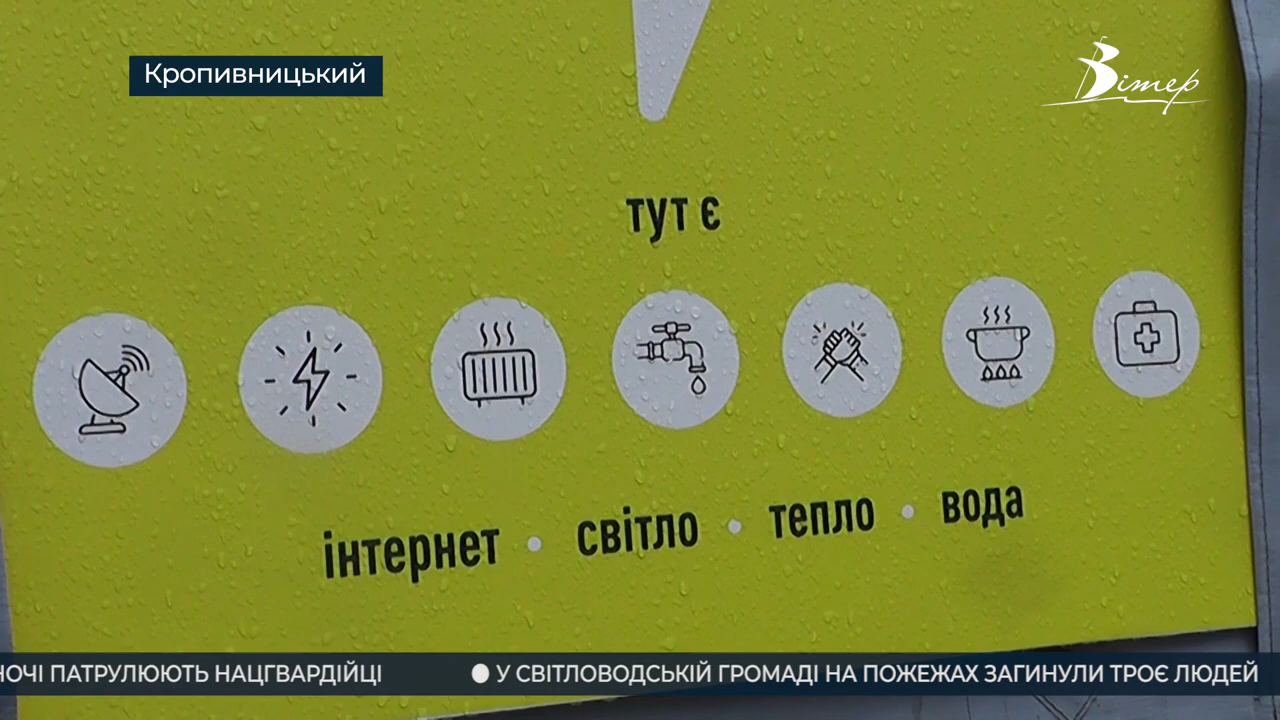 Кропивницький
Вітер
тут є
інтернет • світло • тепло • вода
НОЧІ ПАТРУЛЮЮТЬ НАЦГВАРДІЙЦІ ● У СВІТЛОВОДСЬКІЙ ГРОМАДІ НА ПОЖЕЖАХ ЗАГИНУЛИ ТРОЄ ЛЮДЕЙ